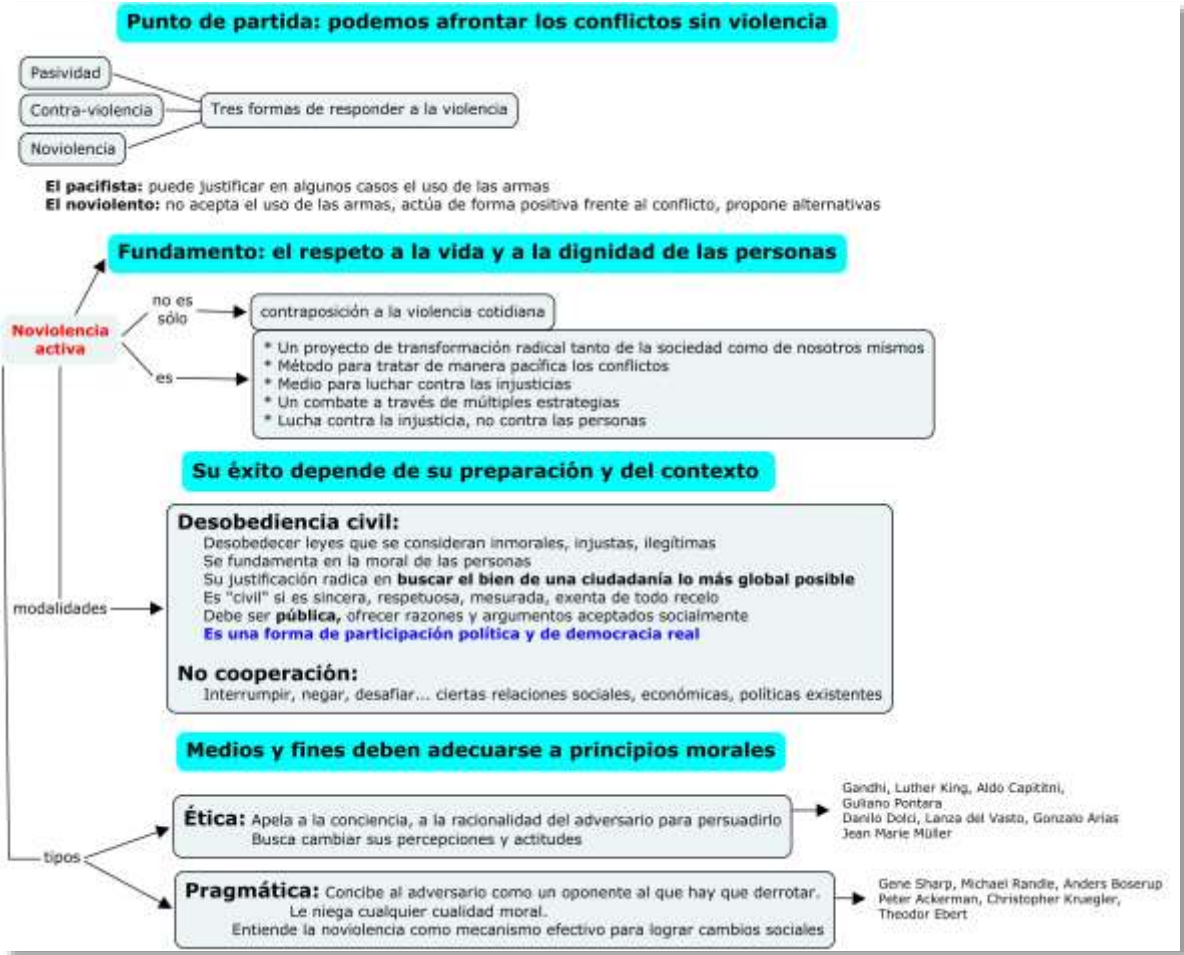 Punto de partida: podemos afrontar los conflictos sin violencia
Pasividad
Contra-violencia
Noviolencia
Tres formas de responder a la violencia
El pacifista: puede justificar en algunos casos el uso de las armas
El noviolento: no acepta el uso de las armas, actúa de forma positiva frente al conflicto, propone alternativas
Fundamento: el respeto a la vida y a la dignidad de las personas
Noviolencia
activa
no es
sólo
contraposición a la violencia cotidiana
es
* Un proyecto de transformación radical tanto de la sociedad como de nosotros mismos
* Método para tratar de manera pacífica los conflictos
* Medio para luchar contra las injusticias
* Un combate a través de múltiples estrategias
* Lucha contra la injusticia, no contra las personas
Su éxito depende de su preparación y del contexto
modalidades
Desobediencia civil:
Desobedecer leyes que se consideran inmorales, injustas, ilegítimas
Se fundamenta en la moral de las personas
Su justificación radica en buscar el bien de una ciudadanía lo más global posible
Es "civil" si es sincera, respetuosa, mesurada, exenta de todo recelo
Debe ser pública, ofrecer razones y argumentos aceptados socialmente
Es una forma de participación política y de democracia real
No cooperación:
Interrumpir, negar, desafiar... ciertas relaciones sociales, económicas, políticas existentes
Medios y fines deben adecuarse a principios morales
tipos
Ética: Apela a la conciencia, a la racionalidad del adversario para persuadirlo
Busca cambiar sus percepciones y actitudes
Gandhi, Luther King, Aldo Capititni,
Guliano Pontara
Danilo Dolci, Lanza del Vasto, Gonzalo Arias
Jean Marie Müller
Pragmática: Concibe al adversario como un oponente al que hay que derrotar.
Le niega cualquier cualidad moral.
Entiende la noviolencia como mecanismo efectivo para lograr cambios sociales
Gene Sharp, Michael Randle, Anders Boserup
Peter Ackerman, Christopher Kruegler,
Theodor Ebert